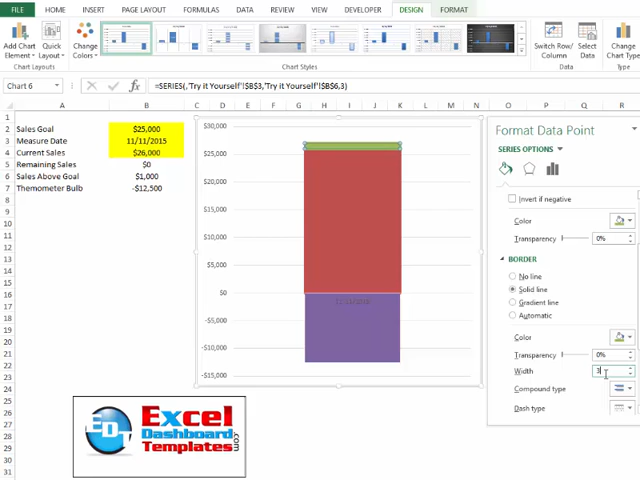 FILE HOME INSERT PAGE LAYOUT FORMULAS DATA REVIEW VIEW DEVELOPER DESIGN FORMAT
Add Chart Element Quick Layout Change Colors Switch Row/ Column Select Data Change Chart Type
Chart Layouts Chart Styles Data Type
Chart 6 fx =SERIES(,'Try it Yourself'!$B$3,'Try it Yourself'!$B$6,3)
A B C D E F G H I J K L M N O P Q R
1
2 Sales Goal $25,000
3 Measure Date 11/11/2015
4 Current Sales $26,000
5 Remaining Sales $0
6 Sales Above Goal $1,000
7 Themometer Bulb -$12,500
8
9
10
11
12
13
14
15
16
17
18
19
20
21
22
23
24
25
26
27
28
29
30
31
$30,000
$25,000
$20,000
$15,000
$10,000
$5,000
$0
11/11/2015
-$5,000
-$10,000
-$15,000
Format Data Point
SERIES OPTIONS
Invert if negative
Color
Transparency 0%
BORDER
No line
Solid line
Gradient line
Automatic
Color
Transparency 0%
Width 3
Compound type
Dash type
EDT
Excel
Dashboard
Templates
.com